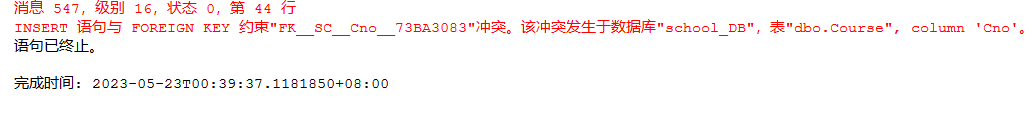 消息 547，级别 16，状态 0，第 44 行
INSERT 语句与 FOREIGN KEY 约束"FK__SC__Cno__73BA3083"冲突。该冲突发生于数据库"school_DB"，表"dbo.Course", column 'Cno'。
语句已终止。
完成时间: 2023-05-23T00:39:37.1181850+08:00